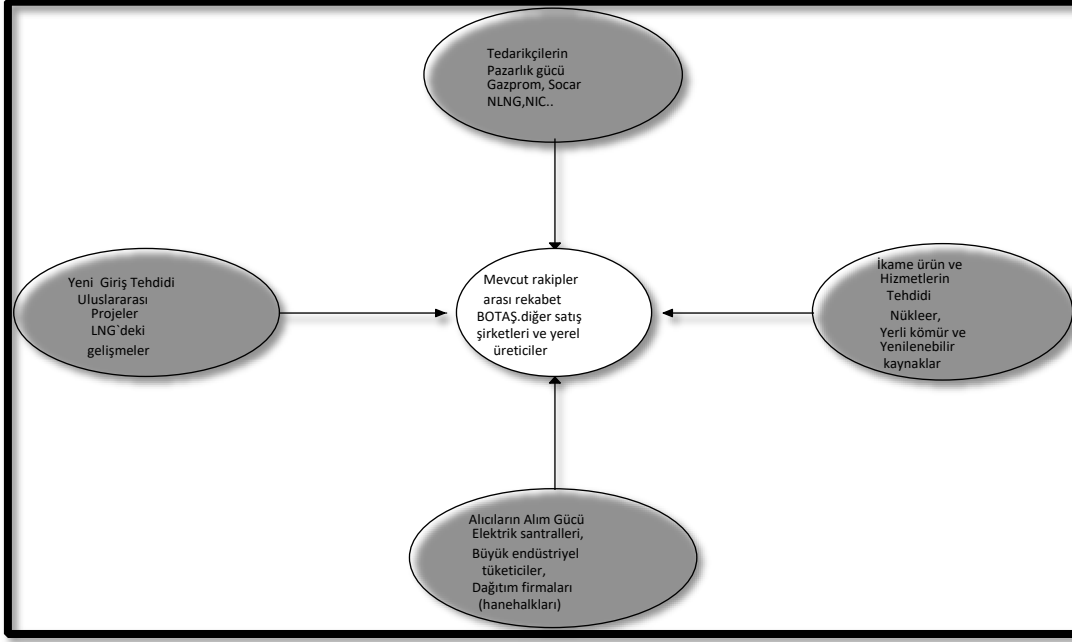 Tedarikçilerin
Pazarlık gücü
Gazprom, Socar
NLNG,NIC..
Yeni Giriş Tehdidi
Uluslararası
Projeler
LNG`deki
gelişmeler
Mevcut rakipler
arası rekabet
BOTAŞ.diğer satış
şirketleri ve yerel
üreticiler
İkame ürün ve
Hizmetlerin
Tehdidi
Nükleer,
Yerli kömür ve
Yenilenebilir
kaynaklar
Alıcıların Alım Gücü
Elektrik santralleri,
Büyük endüstriyel
tüketiciler,
Dağıtım firmaları
(hanehalkları)